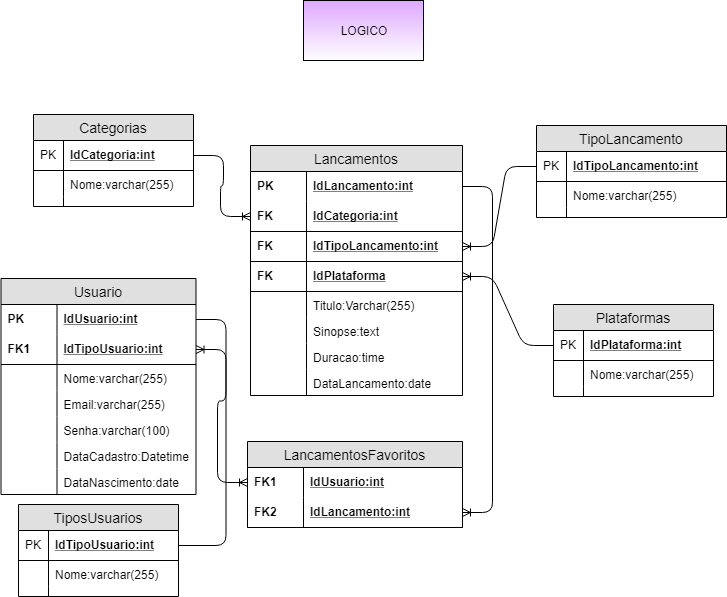 LOGICO
Categorias
PK IdCategoria:int
Nome:varchar(255)
Lancamentos
PK IdLancamento:int
FK IdCategoria:int
FK IdTipoLancamento:int
FK IdPlataforma
Titulo:Varchar(255)
Sinopse:text
Duracao:time
DataLancamento:date
TipoLancamento
PK IdTipoLancamento:int
Nome:varchar(255)
Usuario
PK IdUsuario:int
FK1 IdTipoUsuario:int
Nome:varchar(255)
Email:varchar(255)
Senha:varchar(100)
DataCadastro:Datetime
DataNascimento:date
Plataformas
PK IdPlataforma:int
Nome:varchar(255)
LancamentosFavoritos
FK1 IdUsuario:int
FK2 IdLancamento:int
TiposUsuarios
PK IdTipoUsuario:int
Nome:varchar(255)